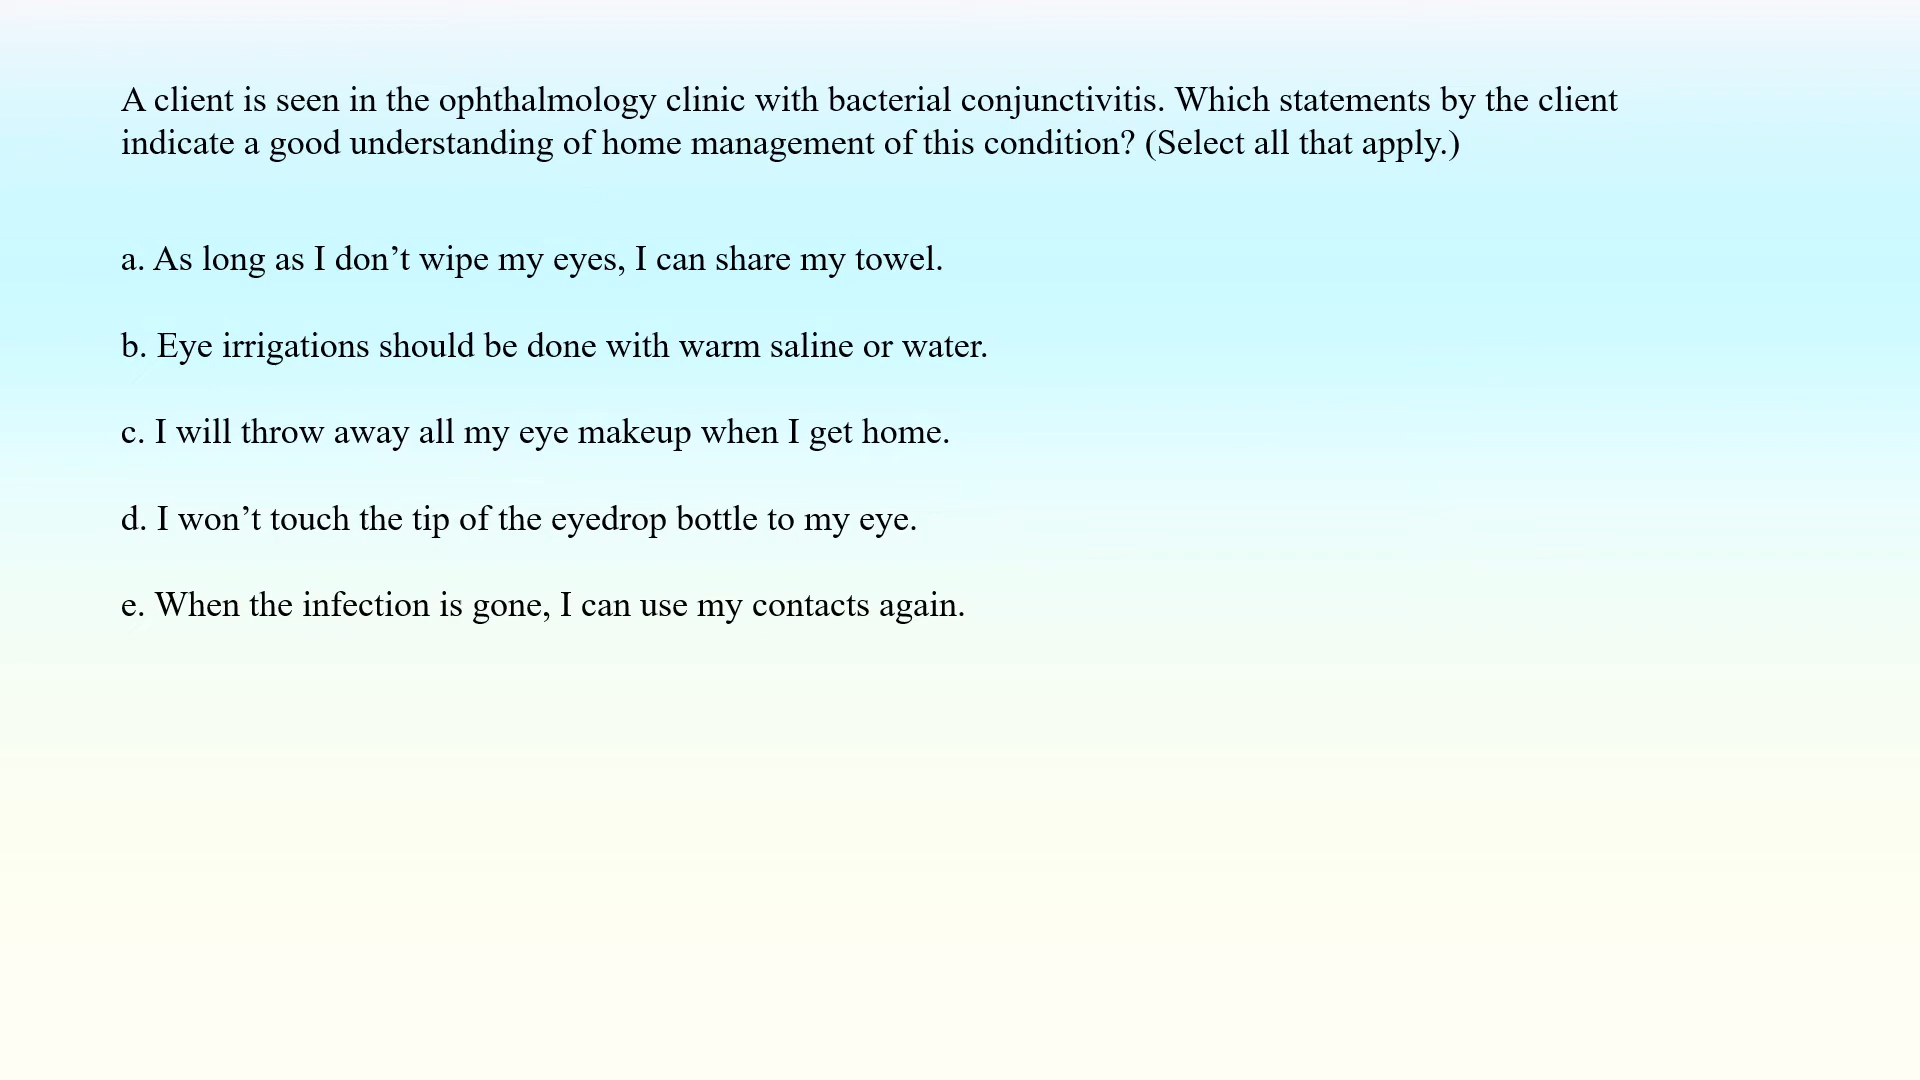 A client is seen in the ophthalmology clinic with bacterial conjunctivitis. Which statements by the client
indicate a good understanding of home management of this condition? (Select all that apply.)
a. As long as I don’t wipe my eyes, I can share my towel.
b. Eye irrigations should be done with warm saline or water.
c. I will throw away all my eye makeup when I get home.
d. I won’t touch the tip of the eyedrop bottle to my eye.
e. When the infection is gone, I can use my contacts again.